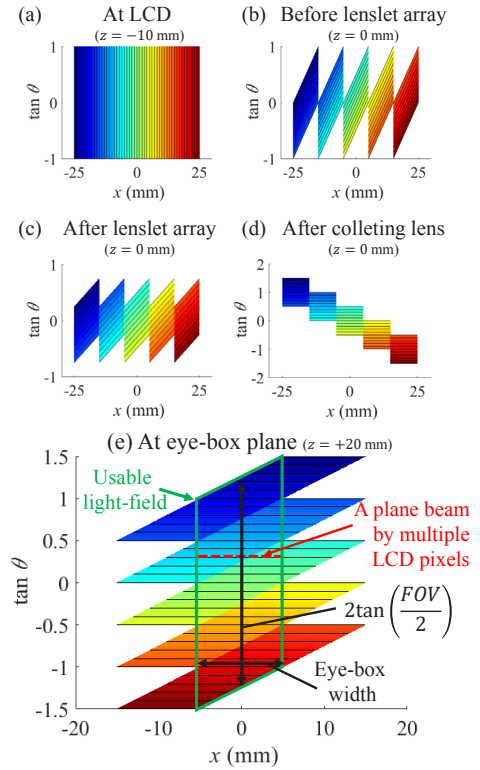 (a) At LCD
(z = −10 mm)
1
0
-1
tan θ
-25 0 25
x (mm)
(b) Before lenslet array
(z = 0 mm)
1
0
-1
tan θ
-25 0 25
x (mm)
(c) After lenslet array
(z = 0 mm)
1
0
-1
tan θ
-25 0 25
x (mm)
(d) After colleting lens
(z = 0 mm)
2
1
0
-1
-2
tan θ
-25 0 25
x (mm)
(e) At eye-box plane (z = +20 mm)
1.5
1
0.5
0
-0.5
-1
-1.5
tan θ
Usable
light-field
A plane beam
by multiple
LCD pixels
2tan (FOV/2)
Eye-box
width
-20 -10 0 10 20
x (mm)